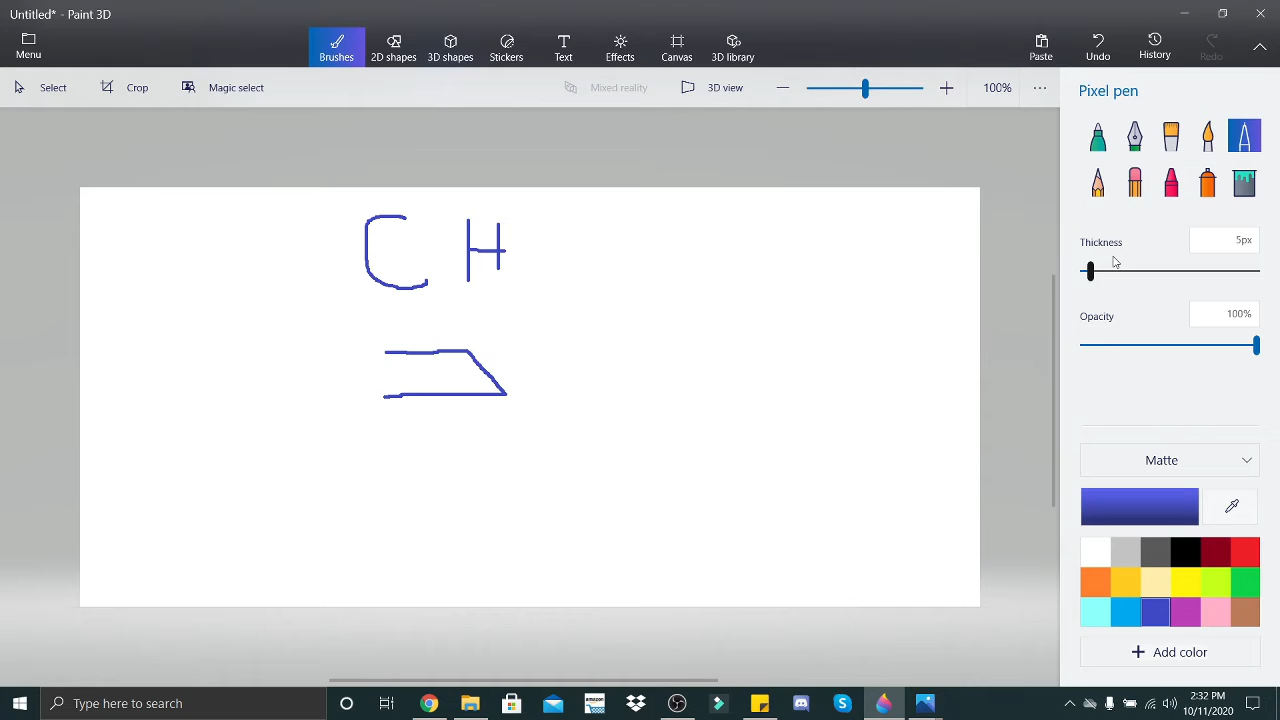 Untitled* - Paint 3D
Menu
Brushes
2D shapes
3D shapes
Stickers
Text
Effects
Canvas
3D library
Paste
Undo
History
Redo
Select
Crop
Magic select
Mixed reality
3D view
100%
Pixel pen
Thickness
5px
Opacity
100%
Matte
Add color
C H
Type here to search
amazon
2:32 PM
10/11/2020